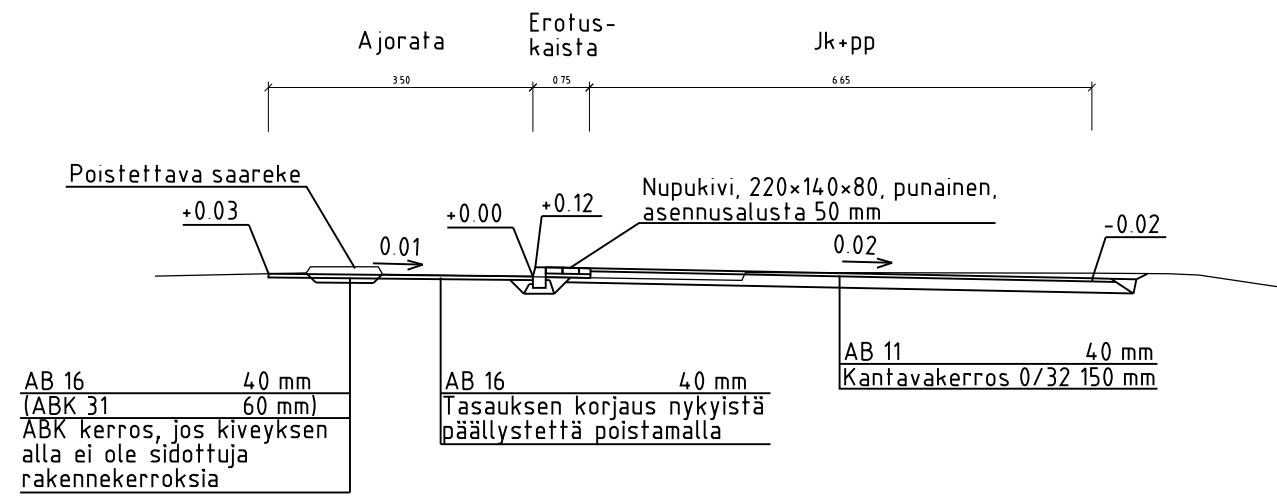 Ajorata
Erotus-
kaista
Jk+pp
3 50
0 75
6 65
Poistettava saareke
+0.03
0.01
+0.00
+0.12
Nupukivi, 220×140×80, punainen,
asennusalusta 50 mm
0.02
-0.02
AB 16 40 mm
(ABK 31 60 mm)
ABK kerros, jos kiveyksen
alla ei ole sidottuja
rakennekerroksia
AB 16 40 mm
Tasauksen korjaus nykyistä
päällystettä poistamalla
AB 11 40 mm
Kantavakerros 0/32 150 mm